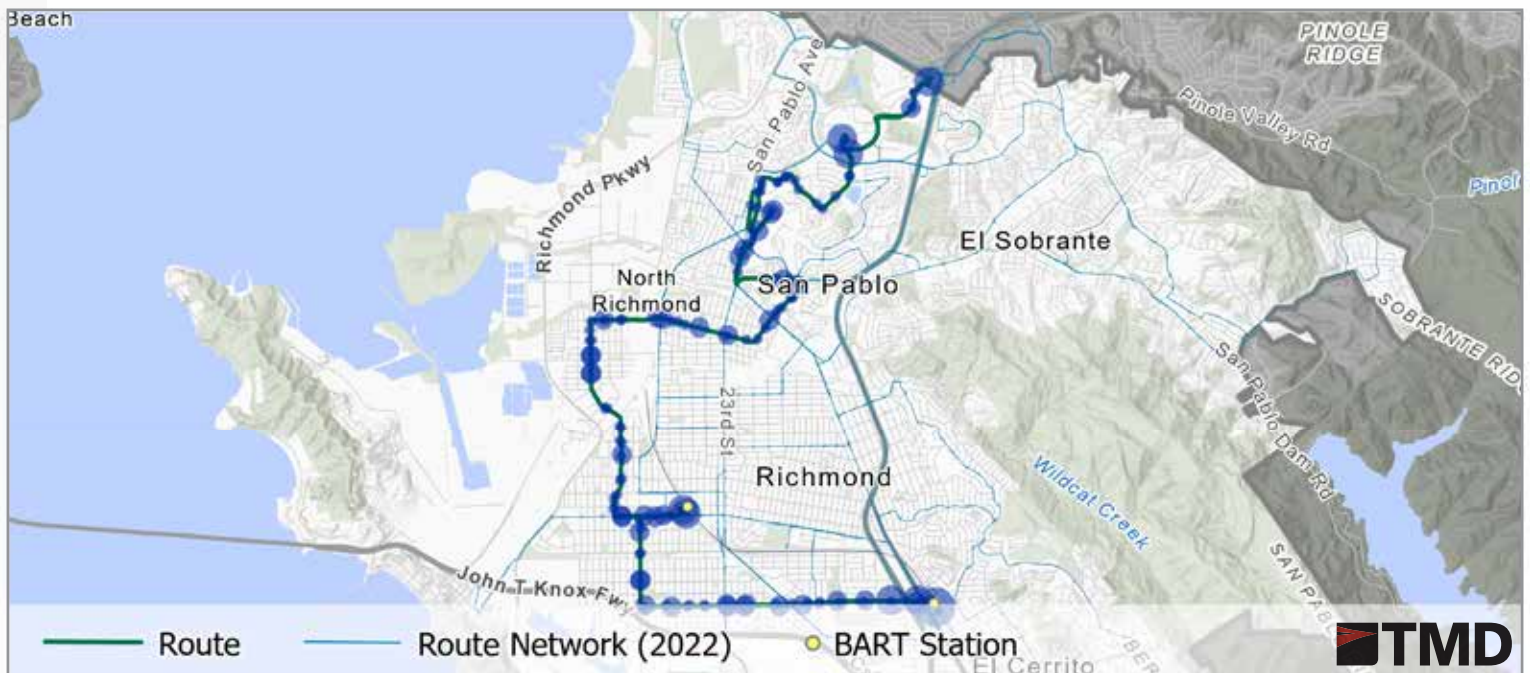 Beach
San Pablo Ave
PINOLE
RIDGE
Pinole Valley Rd
Richmond Pkwy
El Sobrante
North
Richmond
San Pablo
SOBRANTE RID
San Pablo Dam Rd
23rd St
Richmond
Wildcat Creek
John T Knox Fwy
SAN PABL
Route
Route Network (2022)
BART Station
El Cerrito
BER
TMD